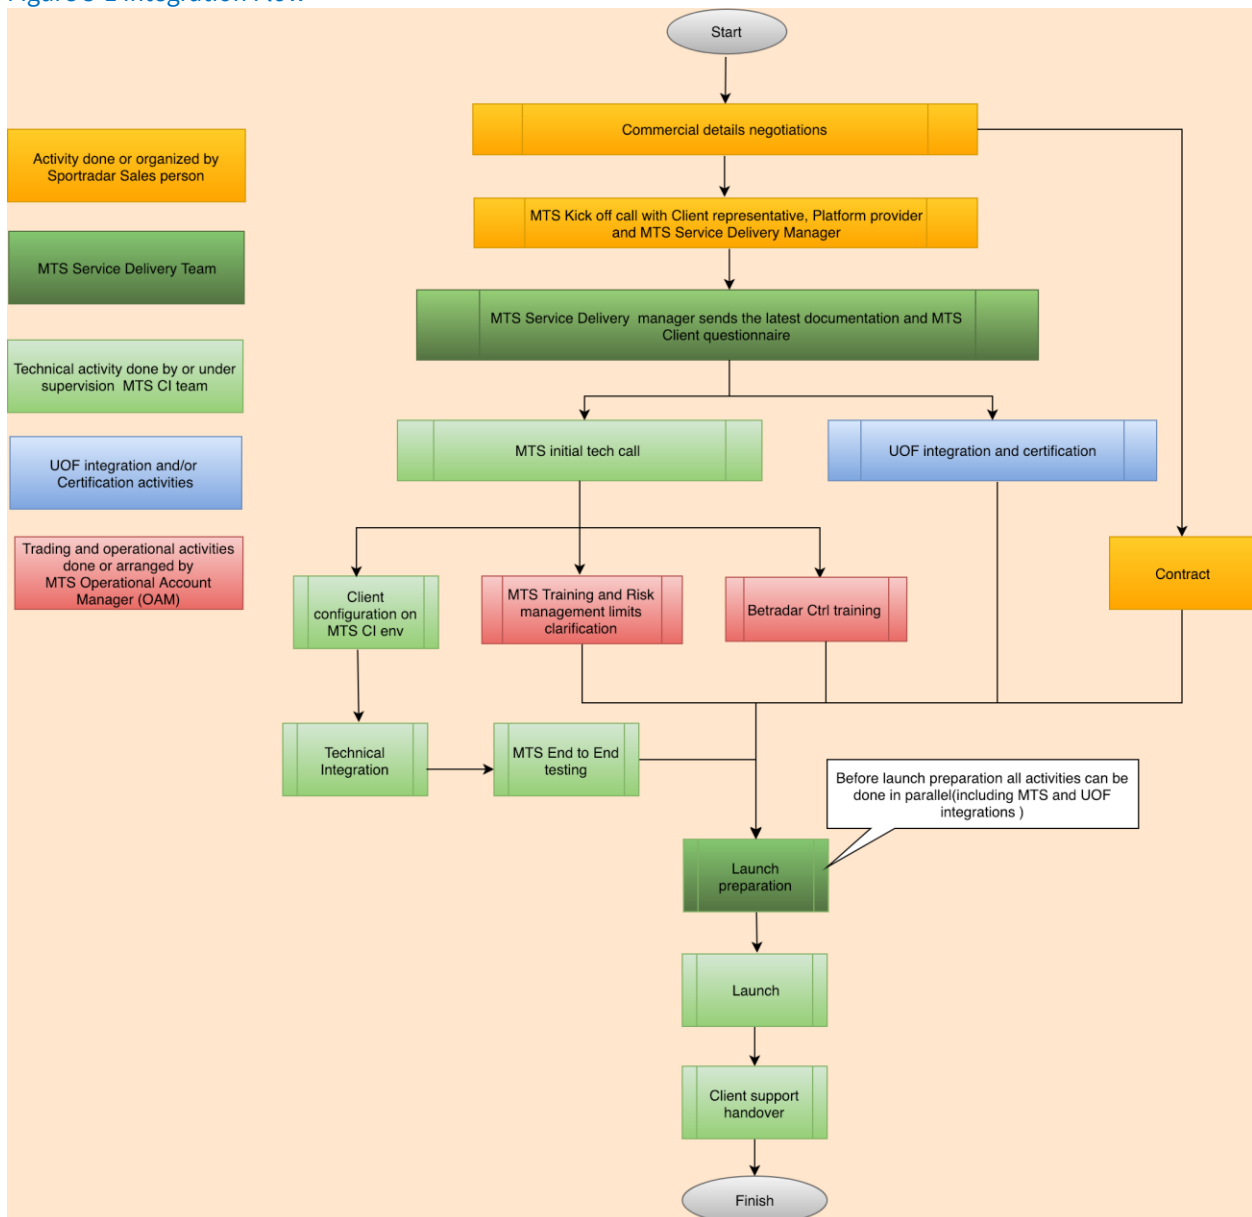 Figure 3-1 Integration Flow
Start
Commercial details negotiations
Activity done or organized by
Sportradar Sales person
MTS Kick off call with Client representative, Platform provider
and MTS Service Delivery Manager
MTS Service Delivery Team
MTS Service Delivery  manager sends the latest documentation and MTS
Client questionnaire
Technical activity done by or under
supervision  MTS CI team
MTS initial tech call
UOF integration and certification
UOF integration and/or
Certification activities
Trading and operational activities
done or arranged by
MTS Operational Account
Manager (OAM)
Client
configuration on
MTS CI env
MTS Training and Risk
management limits
clarification
Betradar Ctrl training
Contract
Technical
Integration
MTS End to End
testing
Before launch preparation all activities can be
done in parallel(including MTS and UOF
integrations )
Launch
preparation
Launch
Client support
handover
Finish